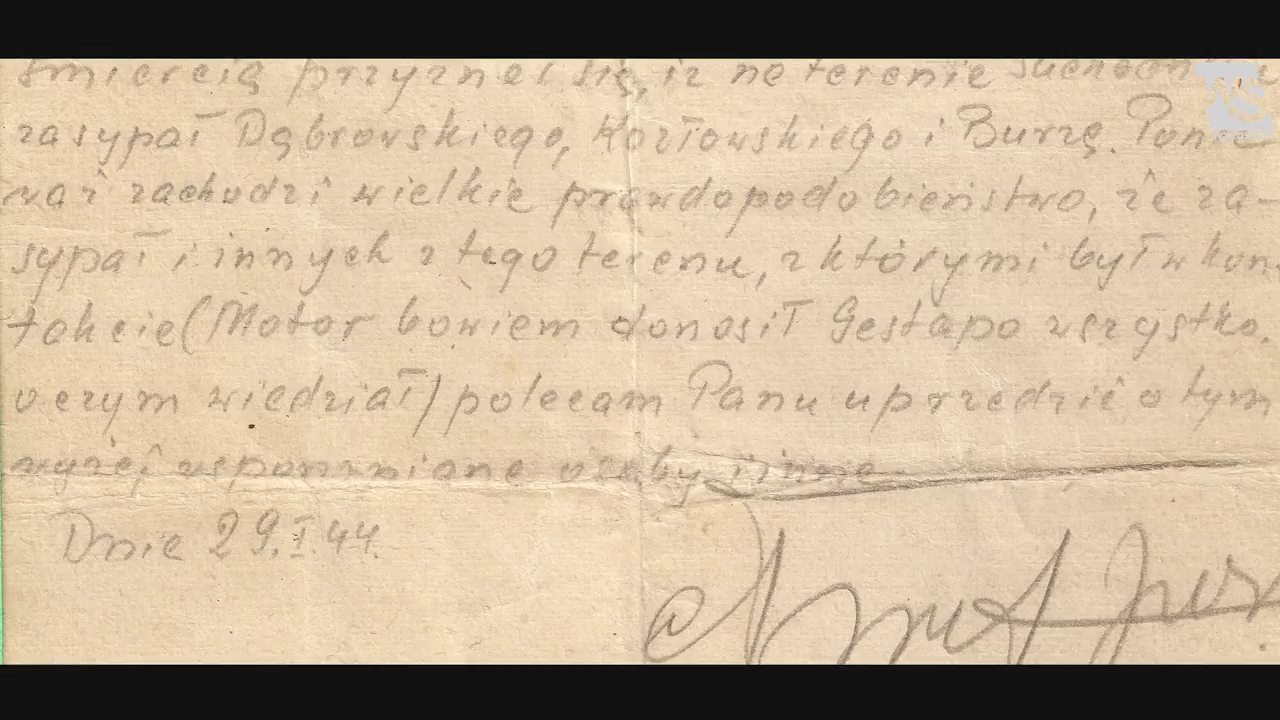 śmiercią przyznał się, iż na terenie
zasypał Dąbrowskiego, Kozłowskiego i Burzę. Ponie
waż zachodzi wielkie prawdopodobieństwo, że za-
sypał i innych z tego terenu, z którymi był w kon-
takcie (Motor bowiem donosił Gestapo wszystko,
o czym wiedział) polecam Panu uprzedzić o tym
wyżej wspomniane osoby i inne
Dnia 29.I.44.
TS